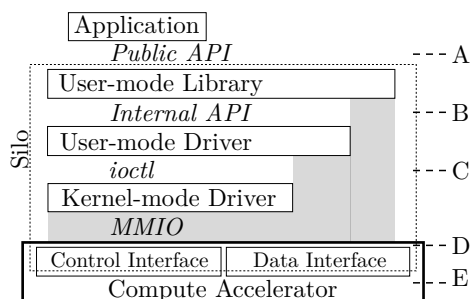 Application
Public API
A
User-mode Library
Internal API
B
User-mode Driver
Silo
ioctl
C
Kernel-mode Driver
MMIO
D
Control Interface
Data Interface
E
Compute Accelerator